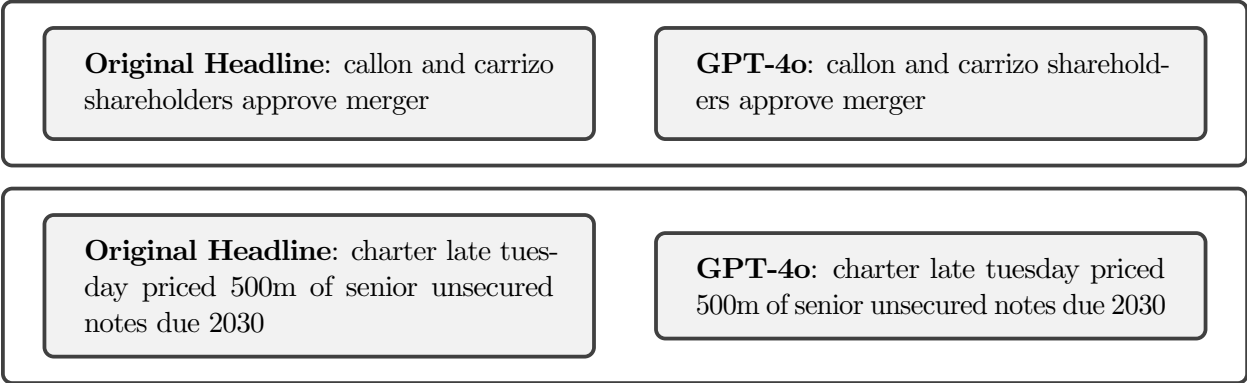 Original Headline: callon and carrizo
shareholders approve merger
GPT-4o: callon and carrizo sharehold-
ers approve merger
Original Headline: charter late tues-
day priced 500m of senior unsecured
notes due 2030
GPT-4o: charter late tuesday priced
500m of senior unsecured notes due 2030